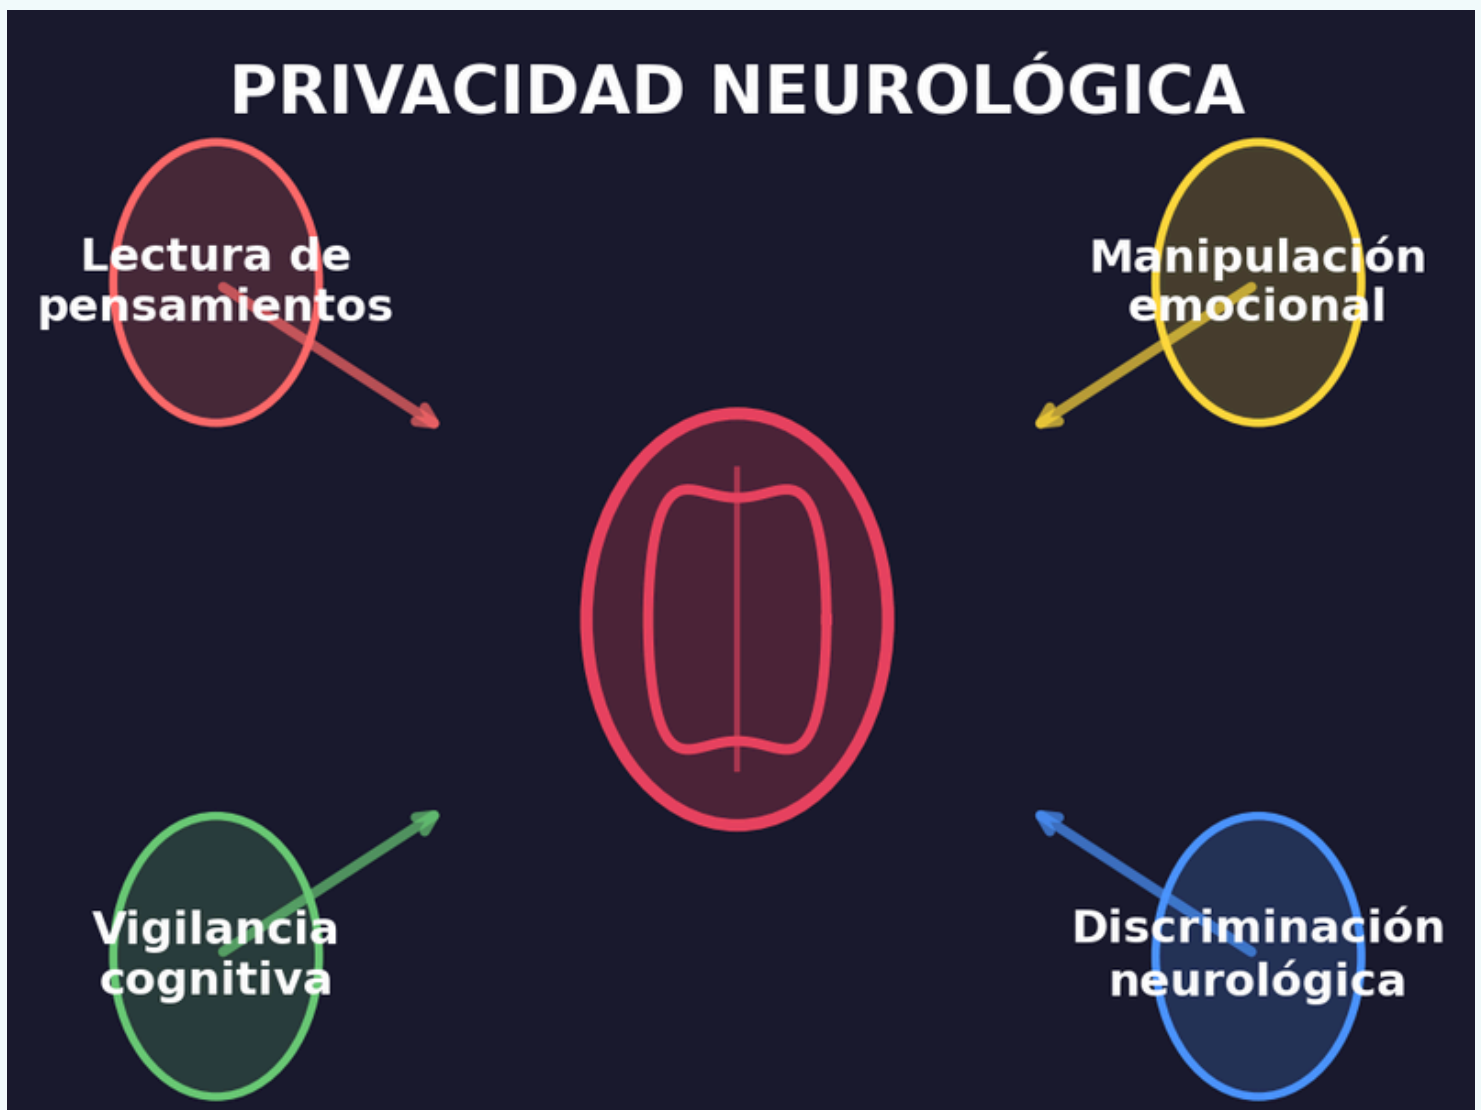 PRIVACIDAD NEUROLÓGICA
Lectura de
pensamientos
Manipulación
emocional
Vigilancia
cognitiva
Discriminación
neurológica